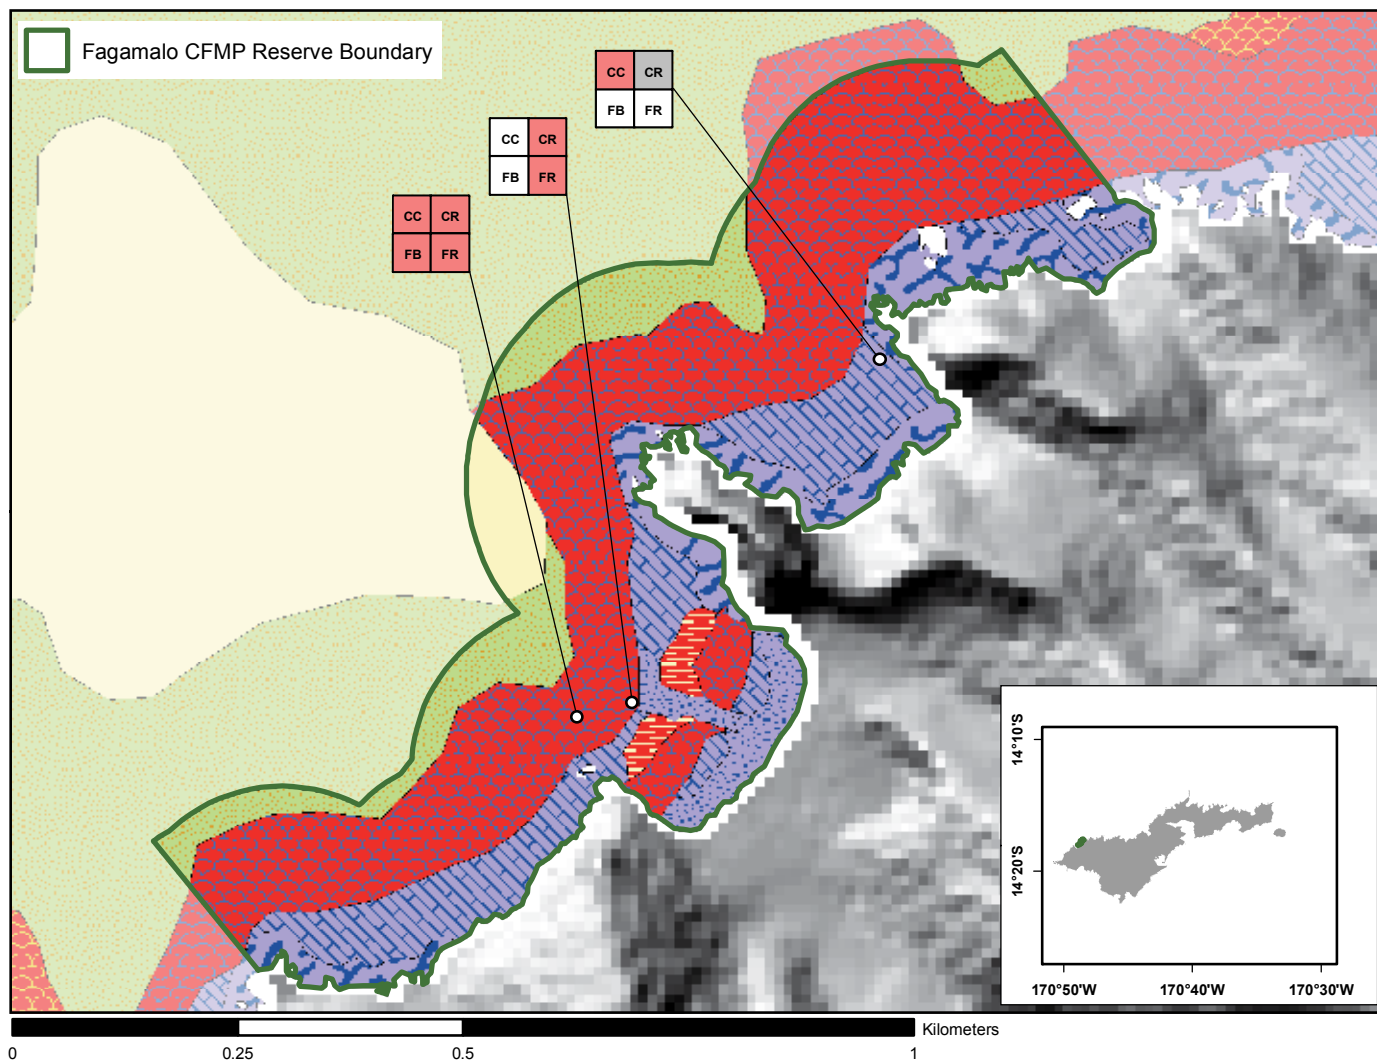 Fagamalo CFMP Reserve Boundary
CC CR
FB FR
CC CR
FB FR
CC CR
FB FR
14°10'S
14°20'S
170°50'W 170°40'W 170°30'W
Kilometers
0 0.25 0.5 1